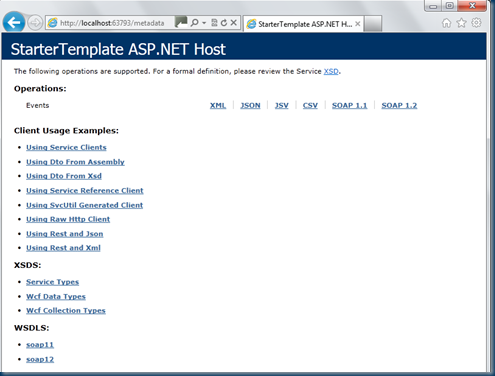 http://localhost:63793/metadata
StarterTemplate ASP.NET H...
StarterTemplate ASP.NET Host
The following operations are supported. For a formal definition, please review the Service XSD.
Operations:
Events XML JSON JSV CSV SOAP 1.1 SOAP 1.2
Client Usage Examples:
Using Service Clients
Using Dto From Assembly
Using Dto From Xsd
Using Service Reference Client
Using SvcUtil Generated Client
Using Raw Http Client
Using Rest and Json
Using Rest and Xml
XSDS:
Service Types
Wcf Data Types
Wcf Collection Types
WSDLS:
soap11
soap12